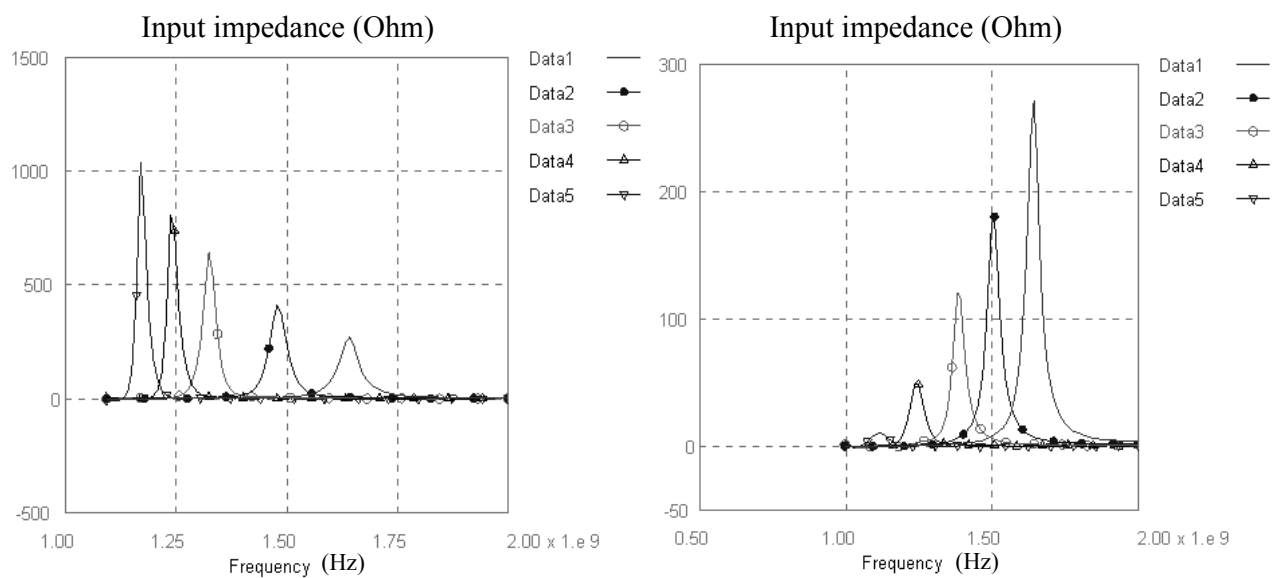 Input impedance (Ohm)
1500
1000
500
0
-500
1.00
1.25
1.50
1.75
2.00 x 1.e 9
Frequency (Hz)
Data1
Data2
Data3
Data4
Data5
Input impedance (Ohm)
300
200
100
0
-50
0.50
1.00
1.50
2.00 x 1.e 9
Frequency (Hz)
Data1
Data2
Data3
Data4
Data5